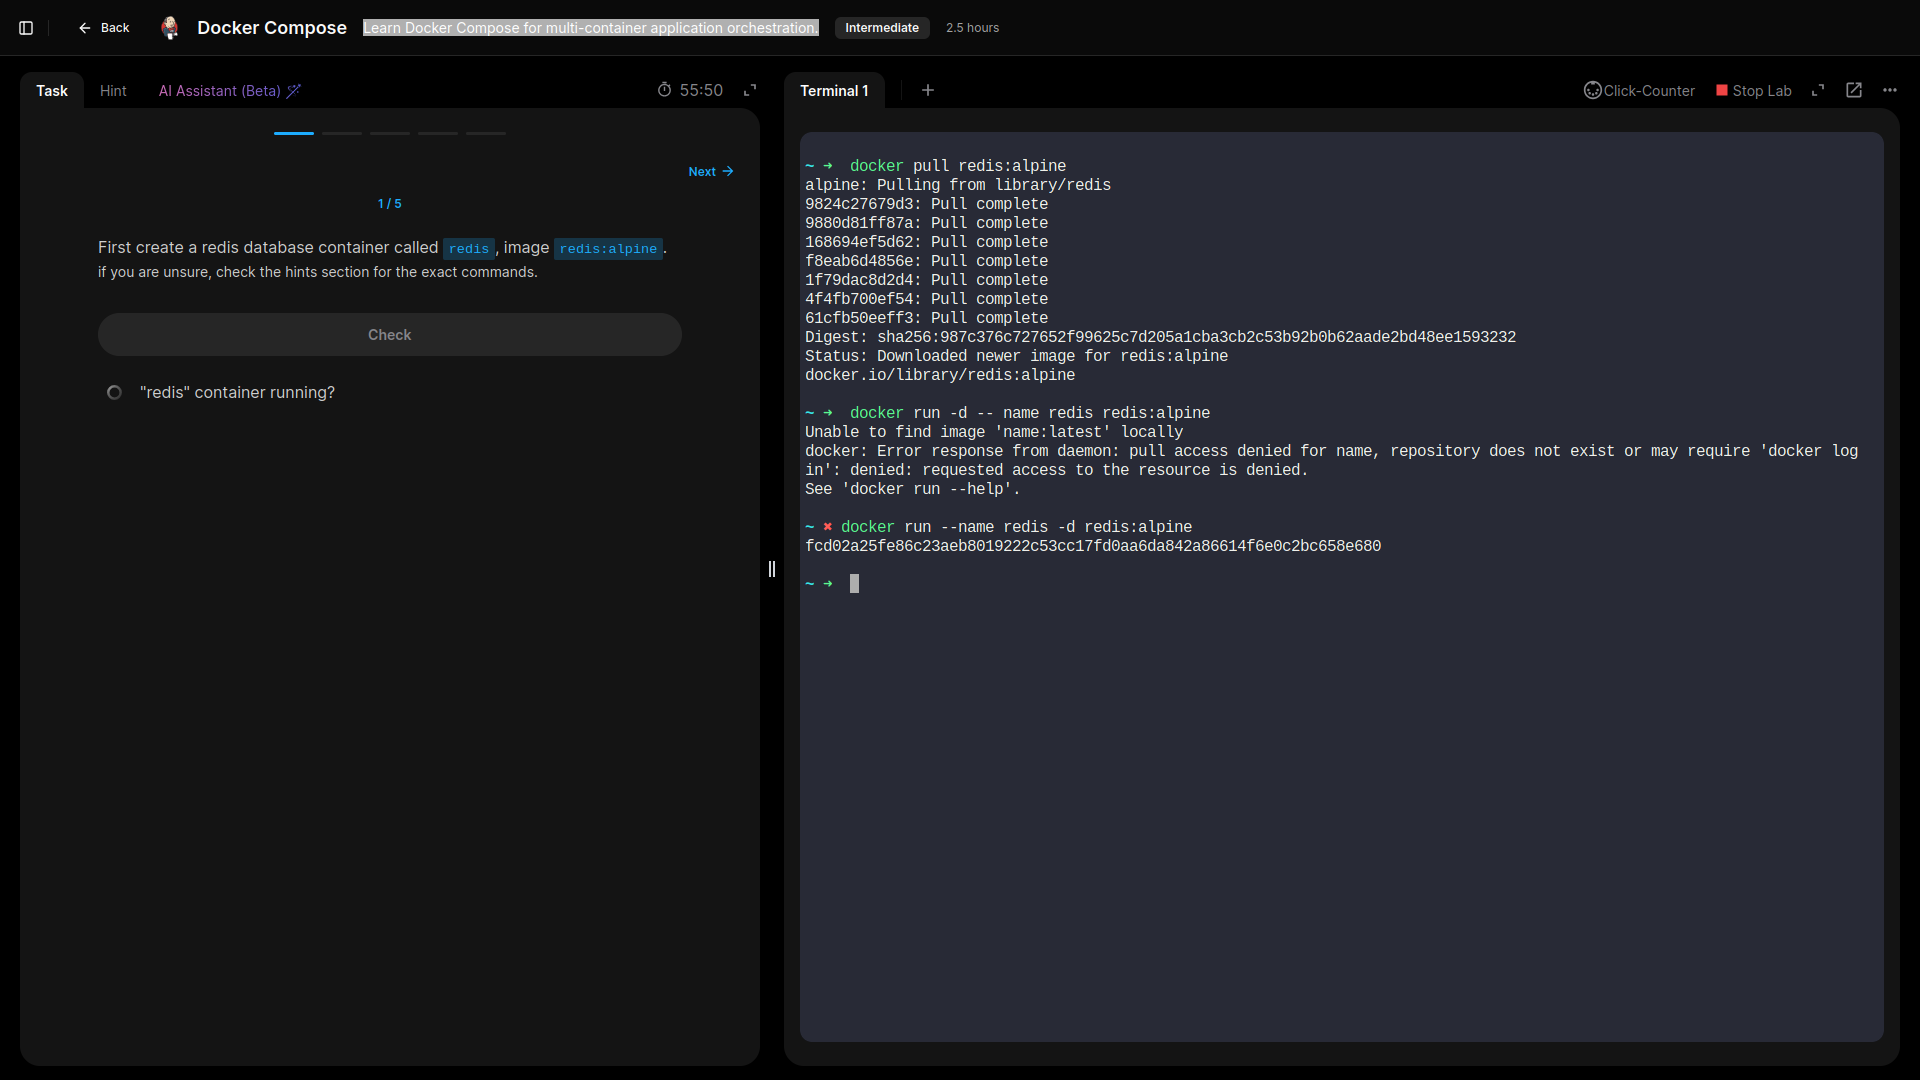 Back
Docker Compose
Learn Docker Compose for multi-container application orchestration.
Intermediate
2.5 hours
Task
Hint
AI Assistant (Beta)
55:50
Next
1 / 5
First create a redis database container called redis, image redis:alpine.
if you are unsure, check the hints section for the exact commands.
Check
"redis" container running?
Terminal 1
Click-Counter
Stop Lab
~ ➜  docker pull redis:alpine
alpine: Pulling from library/redis
9824c27679d3: Pull complete
9880d81ff87a: Pull complete
168694ef5d62: Pull complete
f8eab6d4856e: Pull complete
1f79dac8d2d4: Pull complete
4f4fb700ef54: Pull complete
61cfb50eeff3: Pull complete
Digest: sha256:987c376c727652f99625c7d205a1cba3cb2c53b92b0b62aade2bd48ee1593232
Status: Downloaded newer image for redis:alpine
docker.io/library/redis:alpine
~ ➜  docker run -d -- name redis redis:alpine
Unable to find image 'name:latest' locally
docker: Error response from daemon: pull access denied for name, repository does not exist or may require 'docker log
in': denied: requested access to the resource is denied.
See 'docker run --help'.
~ ✖ docker run --name redis -d redis:alpine
fcd02a25fe86c23aeb8019222c53cc17fd0aa6da842a86614f6e0c2bc658e680
~ ➜